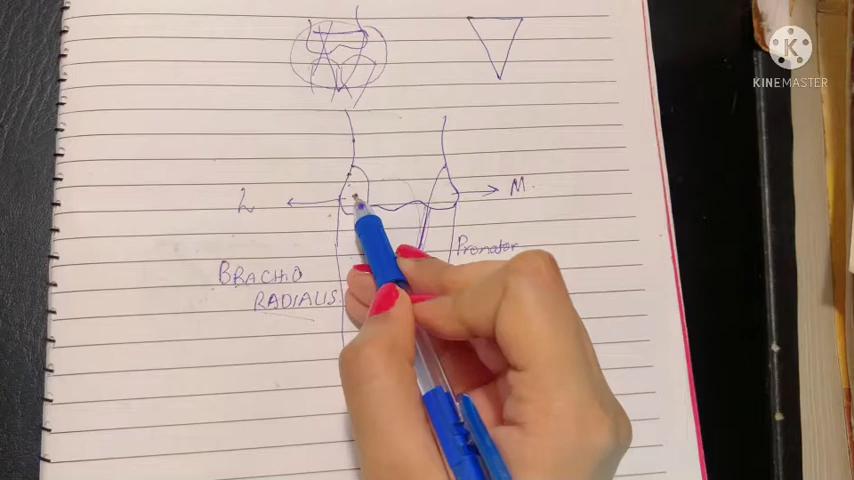 K
KINEMASTER
L
M.
Pronator
BRACHIO
RADIALIS.